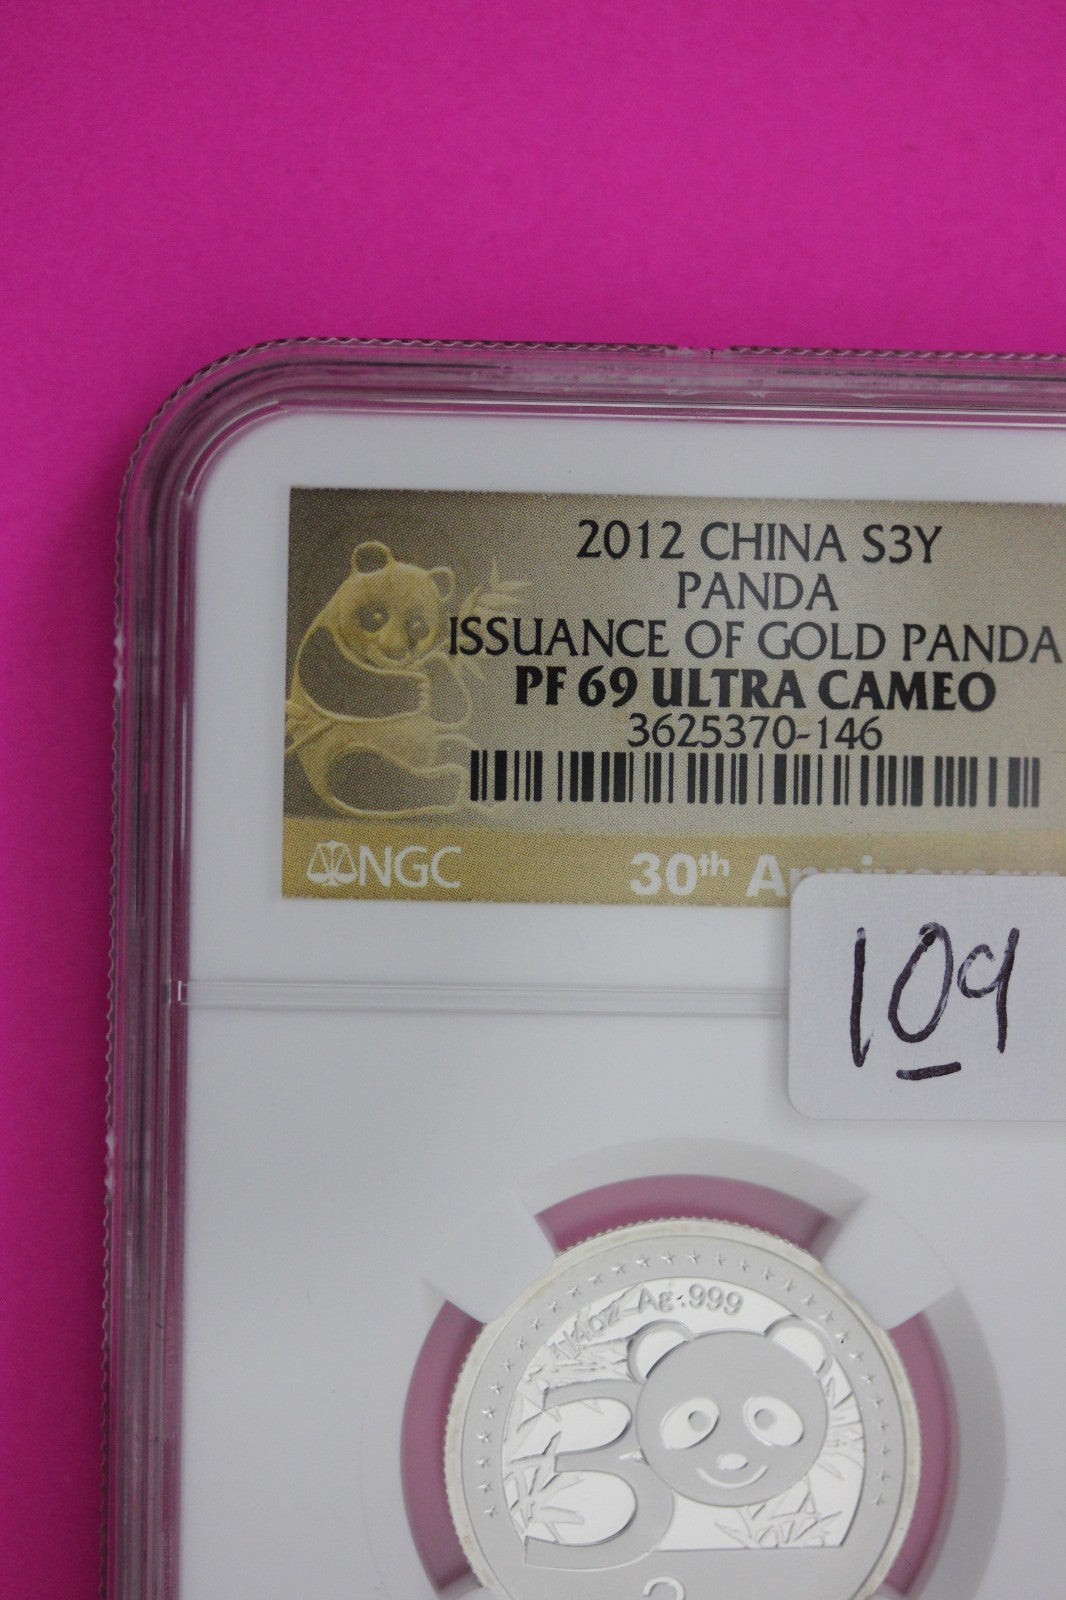 2012 CHINA S3Y
PANDA
ISSUANCE OF GOLD PANDA
PF 69 ULTRA CAMEO
3625370-146
NGC
30th
109
1/4oz Ag.999